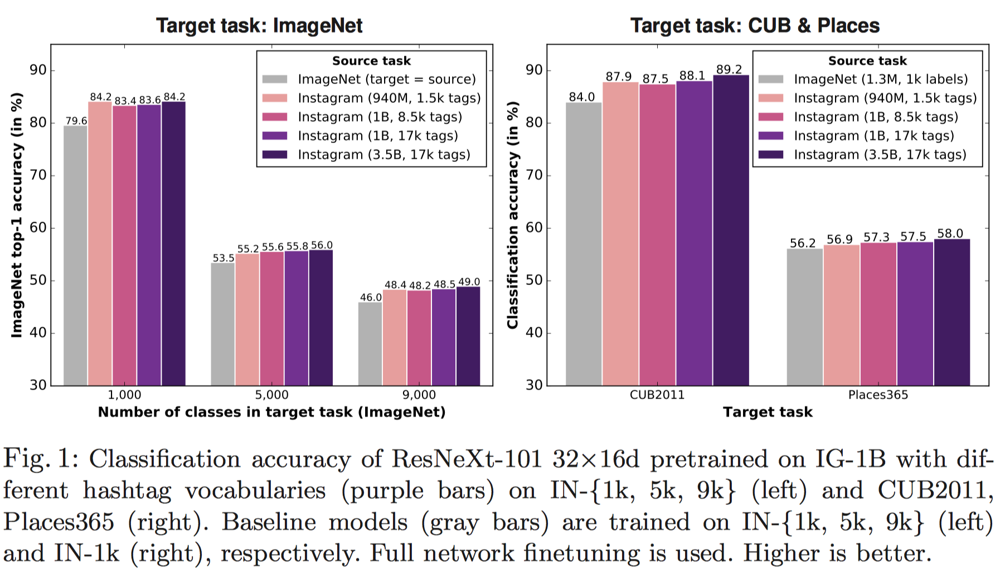 Target task: ImageNet
ImageNet top-1 accuracy (in %)
90
80
70
60
50
40
30
Source task
ImageNet (target = source)
Instagram (940M, 1.5k tags)
Instagram (1B, 8.5k tags)
Instagram (1B, 17k tags)
Instagram (3.5B, 17k tags)
79.6
84.2
83.4
83.6
84.2
53.5
55.2
55.6
55.8
56.0
46.0
48.4
48.2
48.5
49.0
1,000
5,000
9,000
Number of classes in target task (ImageNet)
Target task: CUB & Places
Classification accuracy (in %)
90
80
70
60
50
40
30
Source task
ImageNet (1.3M, 1k labels)
Instagram (940M, 1.5k tags)
Instagram (1B, 8.5k tags)
Instagram (1B, 17k tags)
Instagram (3.5B, 17k tags)
84.0
87.9
87.5
88.1
89.2
56.2
56.9
57.3
57.5
58.0
CUB2011
Places365
Target task
Fig. 1: Classification accuracy of ResNeXt-101 32×16d pretrained on IG-1B with dif-
ferent hashtag vocabularies (purple bars) on IN-{1k, 5k, 9k} (left) and CUB2011,
Places365 (right). Baseline models (gray bars) are trained on IN-{1k, 5k, 9k} (left)
and IN-1k (right), respectively. Full network finetuning is used. Higher is better.